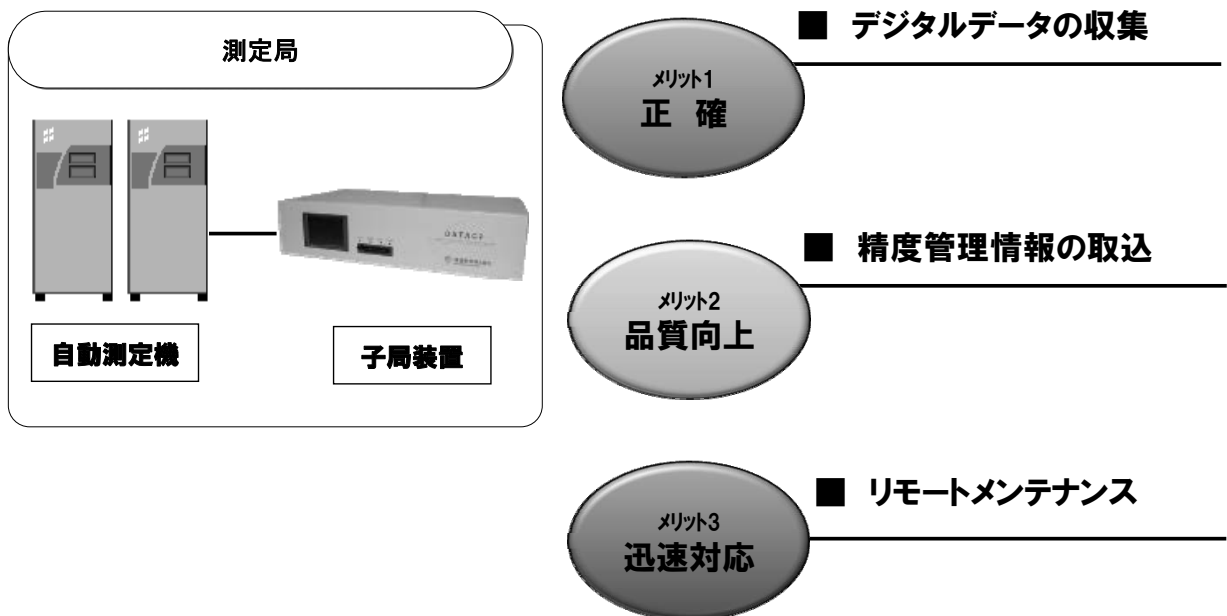 測定局
自動測定機
子局装置
メリット1
正 確
■ デジタルデータの収集
メリット2
品質向上
■ 精度管理情報の取込
メリット3
迅速対応
■ リモートメンテナンス